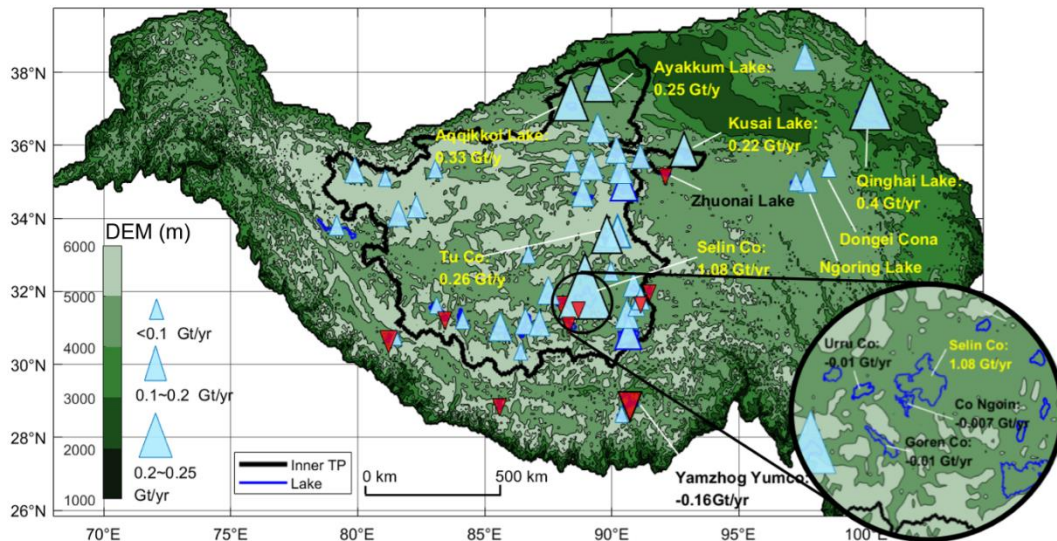 38°N
36°N
34°N
32°N
30°N
28°N
26°N
70°E
75°E
80°E
85°E
90°E
95°E
100°E
Ayakkum Lake:
0.25 Gt/y
Aqqikkol Lake:
0.33 Gt/y
Kusai Lake:
0.22 Gt/yr
Zhuonai Lake
Qinghai Lake:
0.4 Gt/yr
Dongei Cona
Ngoring Lake
Tu Co:
0.26 Gt/y
Selin Co:
1.08 Gt/yr
DEM (m)
6000
5000
4000
3000
2000
1000
<0.1 Gt/yr
0.1~0.2 Gt/yr
0.2~0.25
Gt/yr
Inner TP
Lake
0 km
500 km
Yamzhog Yumco:
-0.16Gt/yr
Urru Co:
-0.01 Gt/yr
Selin Co:
1.08 Gt/yr
Co Ngoin:
-0.007 Gt/yr
Goren Co:
-0.01 Gt/yr